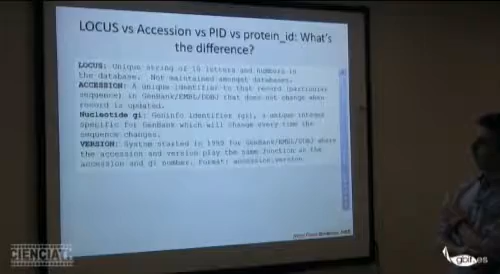 LOCUS vs Accession vs PID vs protein_id: What's
the difference?
LOCUS: Unique string of 10 letters and numbers in
the database. Not maintained amongst databases.
ACCESSION: A unique identifier to that record (particular
sequence) in GenBank/EMBL/DDBJ that does not change when
record is updated.
Nucleotide gi: Geninfo identifier (gi), a unique integer
specific for GenBank which will change every time the
sequence changes.
VERSION: System started in 1999 for GenBank/EMBL/DDBJ where
the accession and version play the same function as the
accession and gi number. Format: accession.version
CIENCIATV
gbif.es